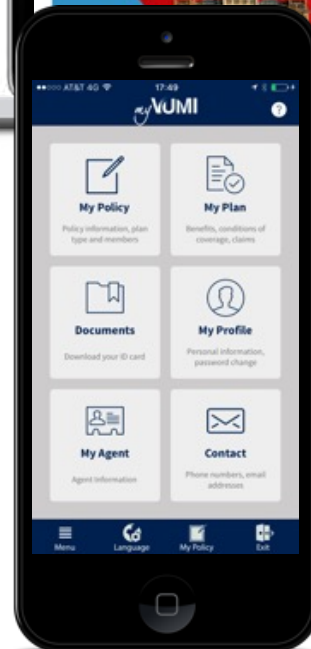 AT&T 4G 17:49
myVUMI ?
My Policy
Policy information, plan
type and members
My Plan
Benefits, conditions of
coverage, claims
Documents
Download your ID card
My Profile
Personal information,
password change
My Agent
Agent information
Contact
Phone numbers, email
addresses
Menu Language My Policy Exit